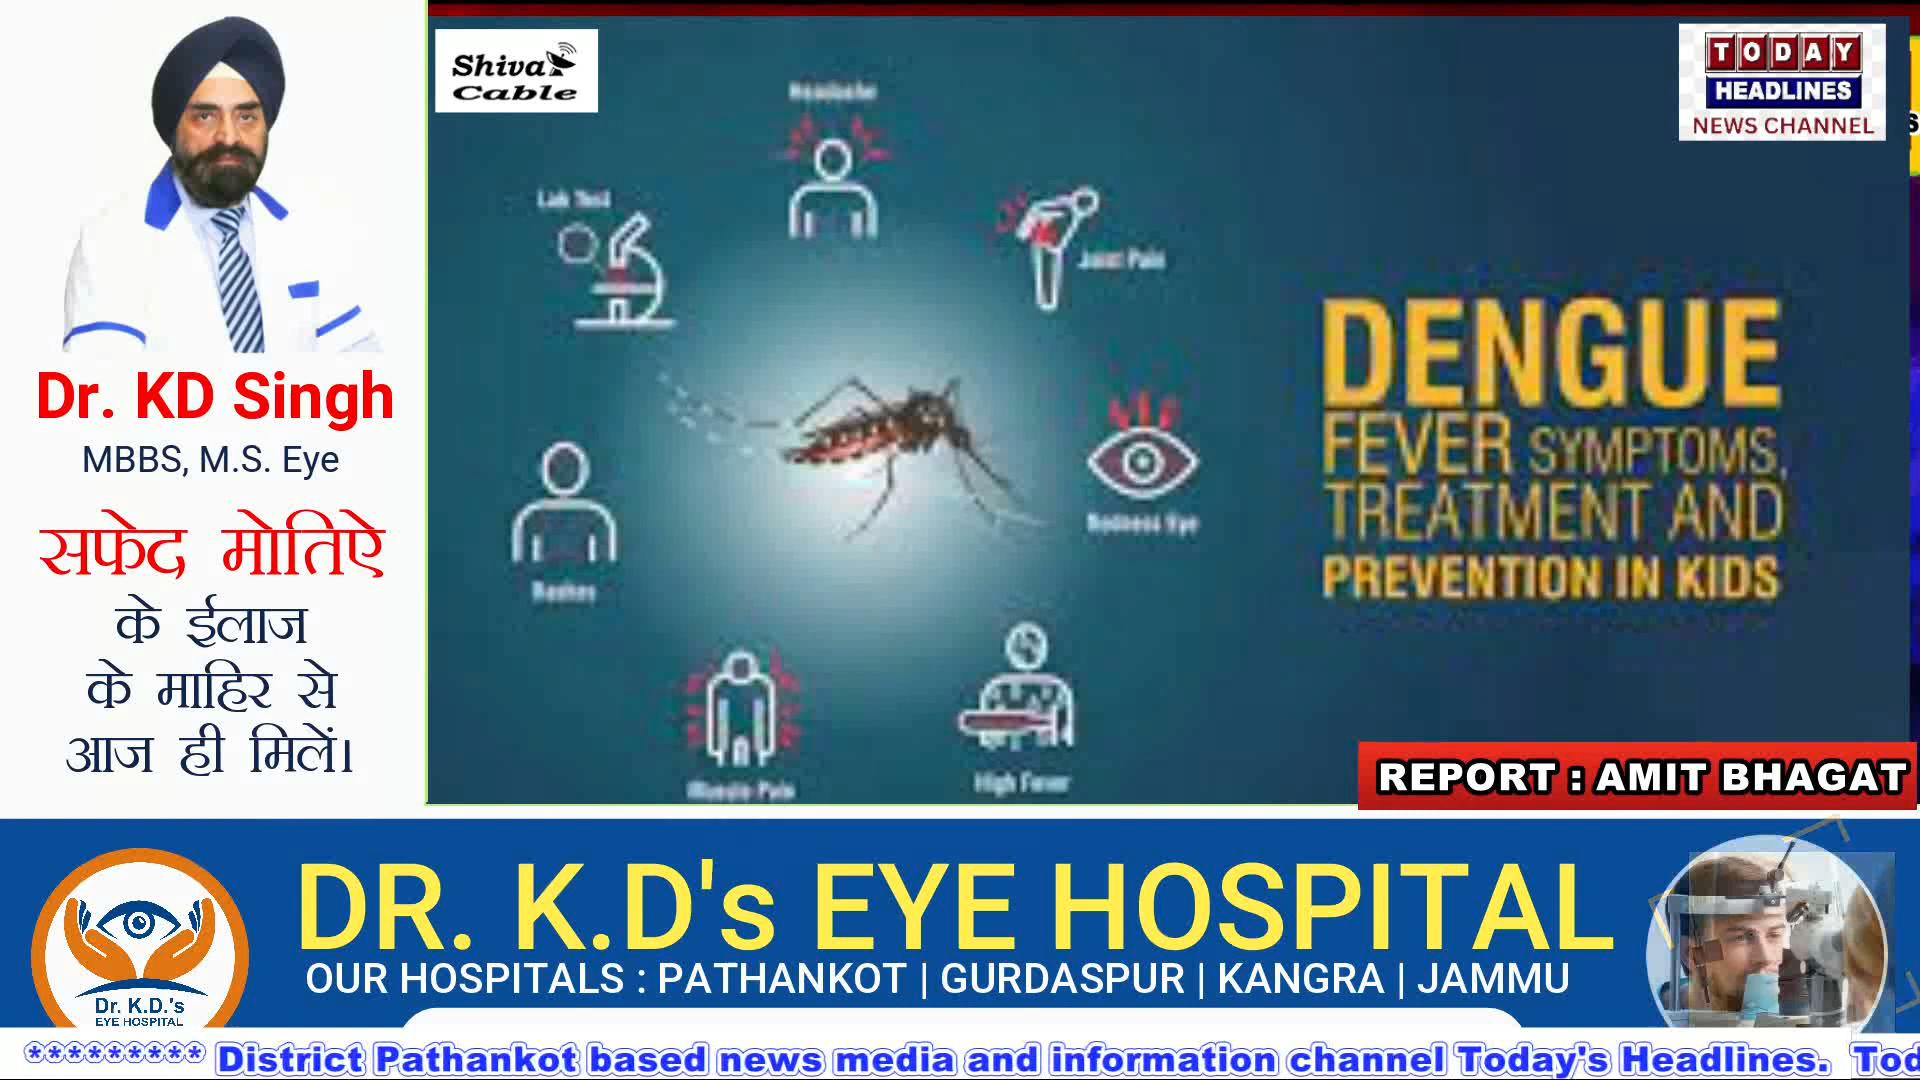 Shiva
Cable
TODAY
HEADLINES
NEWS CHANNEL
Headache
Lab Test
Joint Pain
Redness Eye
Rashes
Muscle Pain
High Fever
DENGUE
FEVER SYMPTOMS,
TREATMENT AND
PREVENTION IN KIDS
REPORT : AMIT BHAGAT
Dr. KD Singh
MBBS, M.S. Eye
सफेद मोतिऐ
के ईलाज
के माहिर से
आज ही मिलें।
DR. K.D's EYE HOSPITAL
OUR HOSPITALS : PATHANKOT | GURDASPUR | KANGRA | JAMMU
Dr. K.D.'s
EYE HOSPITAL
********* District Pathankot based news media and information channel Today's Headlines. Tod